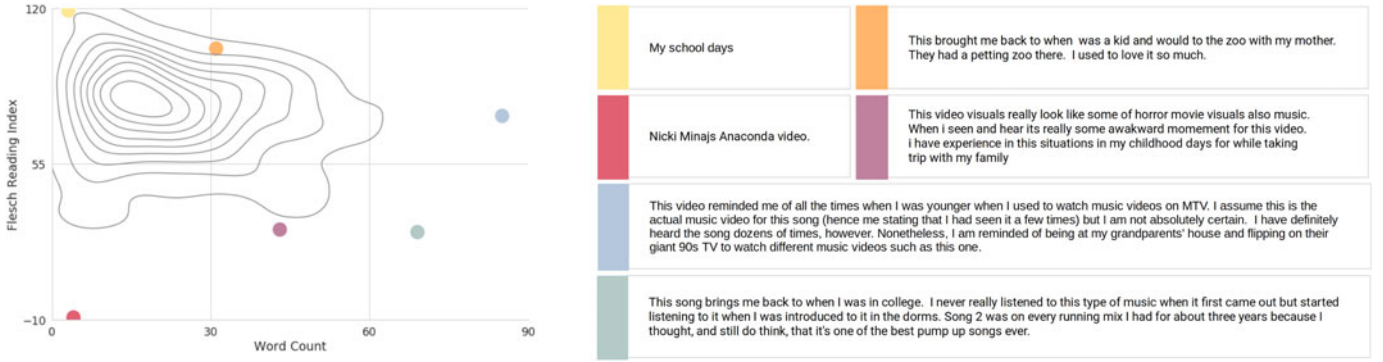 120
55
-10
0
30
60
90
Flesch Reading Index
Word Count
My school days
This brought me back to when was a kid and would to the zoo with my mother.
They had a petting zoo there. I used to love it so much.
Nicki Minajs Anaconda video.
This video visuals really look like some of horror movie visuals also music.
When i seen and hear its really some awakward momement for this video.
i have experience in this situations in my childhood days for while taking
trip with my family
This video reminded me of all the times when I was younger when I used to watch music videos on MTV. I assume this is the
actual music video for this song (hence me stating that I had seen it a few times) but I am not absolutely certain. I have definitely
heard the song dozens of times, however. Nonetheless, I am reminded of being at my grandparents' house and flipping on their
giant 90s TV to watch different music videos such as this one.
This song brings me back to when I was in college. I never really listened to this type of music when it first came out but started
listening to it when I was introduced to it in the dorms. Song 2 was on every running mix I had for about three years because I
thought, and still do think, that it's one of the best pump up songs ever.